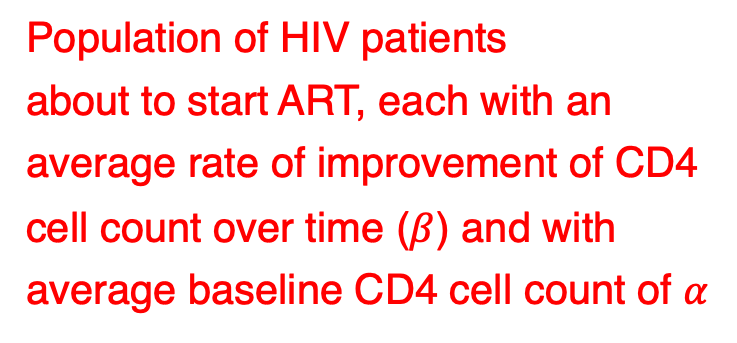 Population of HIV patients
about to start ART, each with an
average rate of improvement of CD4
cell count over time (β) and with
average baseline CD4 cell count of α